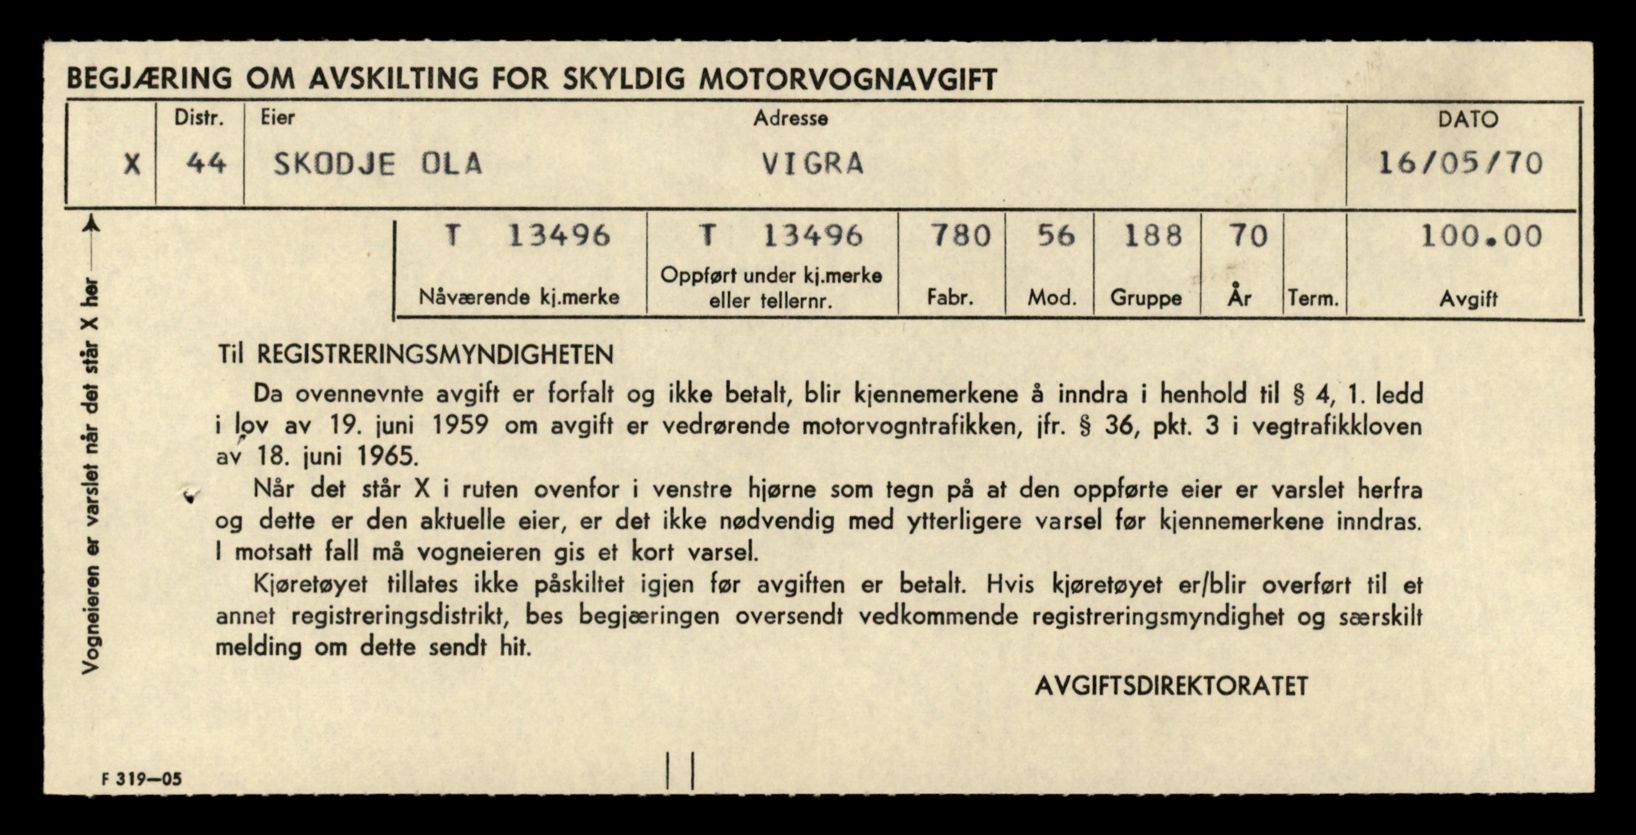 BEGJÆRING OM AVSKILTING FOR SKYLDIG MOTORVOGNAVGIFT
Distr. Eier Adresse DATO
X 44 SKODJE OLA VIGRA 16/05/70
T 13496 T 13496 780 56 188 70 100.00
Oppført under kj.merke
Nåværende kj.merke eller tellernr. Fabr. Mod. Gruppe År Term. Avgift
Vogneieren er varslet når det står X her
Til REGISTRERINGSMYNDIGHETEN
Da ovennevnte avgift er forfalt og ikke betalt, blir kjennemerkene å inndra i henhold til § 4, 1. ledd
i lov av 19. juni 1959 om avgift er vedrørende motorvogntrafikken, jfr. § 36, pkt. 3 i vegtrafikkloven
av 18. juni 1965.
Når det står X i ruten ovenfor i venstre hjørne som tegn på at den oppførte eier er varslet herfra
og dette er den aktuelle eier, er det ikke nødvendig med ytterligere varsel før kjennemerkene inndras.
I motsatt fall må vogneieren gis et kort varsel.
Kjøretøyet tillates ikke påskiltet igjen før avgiften er betalt. Hvis kjøretøyet er/blir overført til et
annet registreringsdistrikt, bes begjæringen oversendt vedkommende registreringsmyndighet og særskilt
melding om dette sendt hit.
AVGIFTSDIREKTORATET
F 319—05